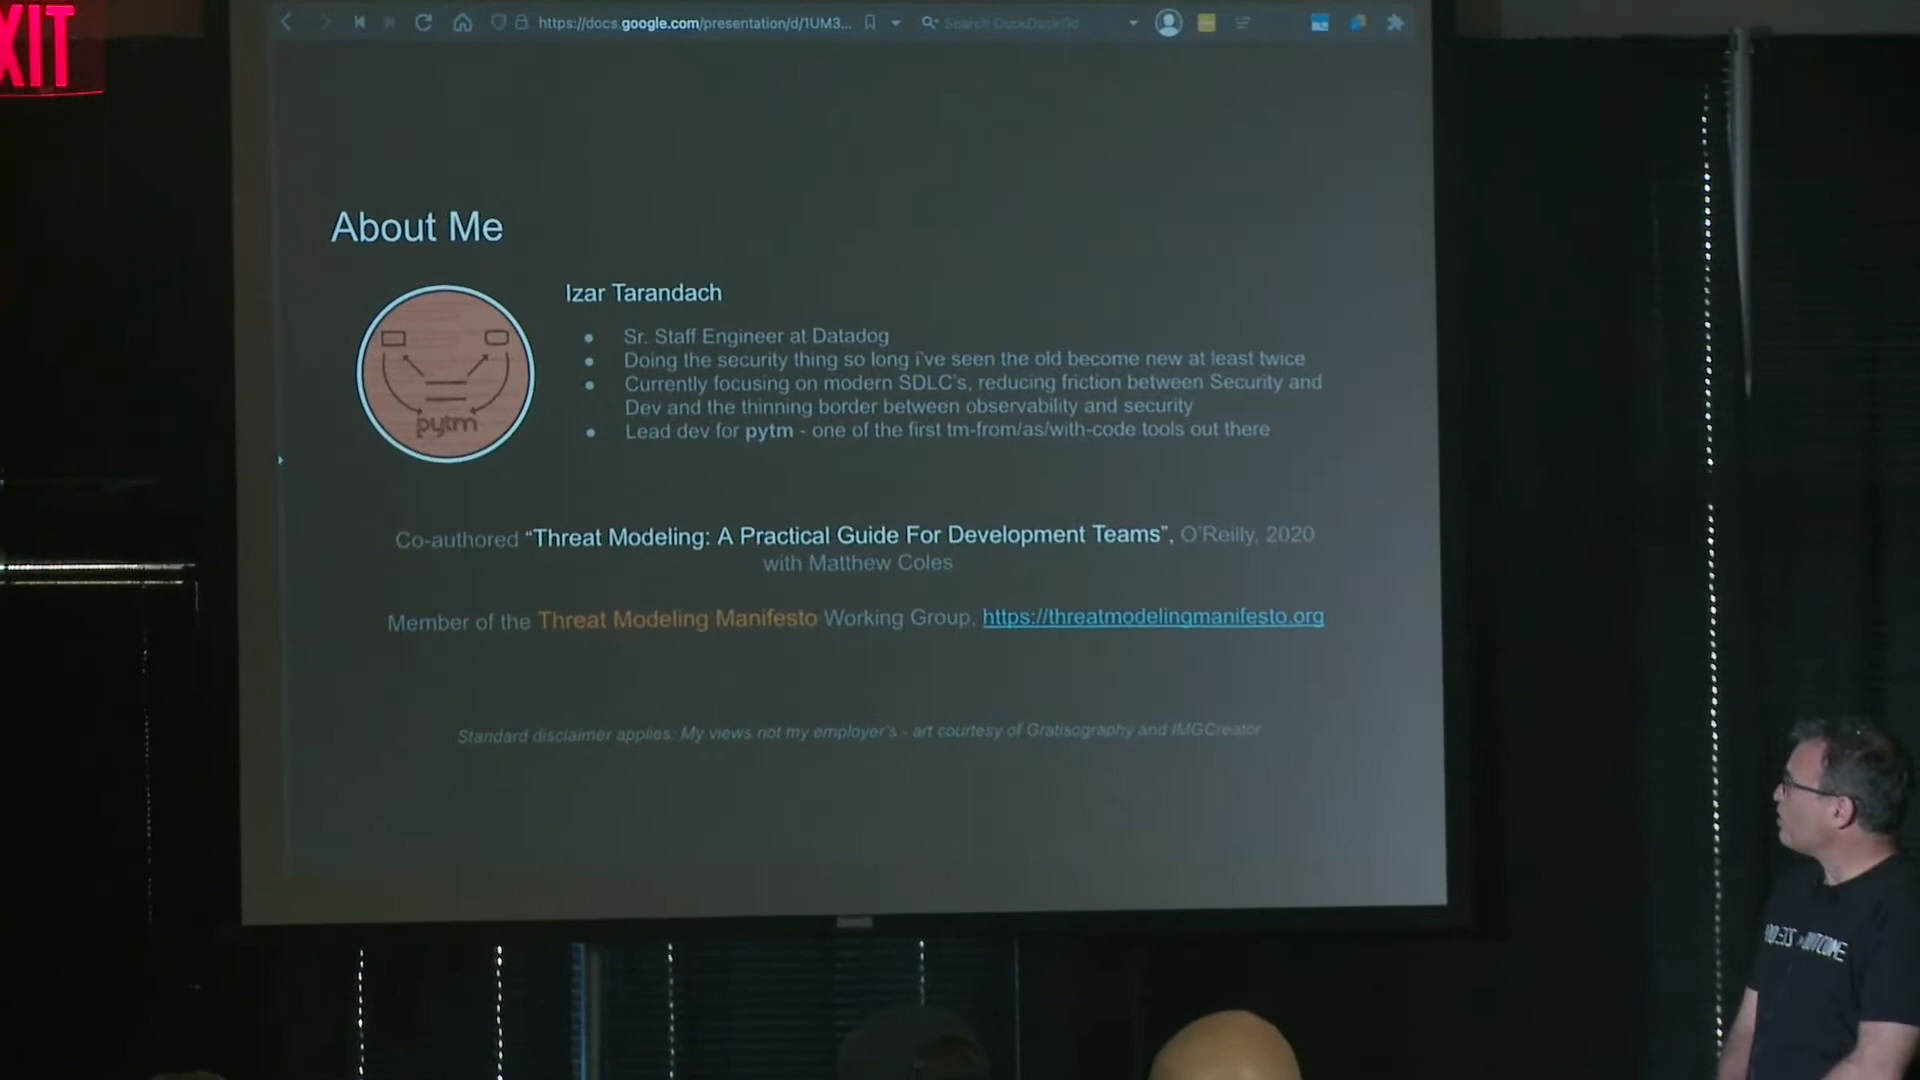 XIT
https://docs.google.com/presentation/d/1UM3...
Search DuckDuckGo
About Me
Izar Tarandach
pytm
Sr. Staff Engineer at Datadog
Doing the security thing so long i've seen the old become new at least twice
Currently focusing on modern SDLC's, reducing friction between Security and
Dev and the thinning border between observability and security
Lead dev for pytm - one of the first tm-from/as/with-code tools out there
Co-authored “Threat Modeling: A Practical Guide For Development Teams”, O'Reilly, 2020
with Matthew Coles
Member of the Threat Modeling Manifesto Working Group, https://threatmodelingmanifesto.org
Standard disclaimer applies: My views not my employer's - art courtesy of Gratisography and IMGCreator
OUTCOME